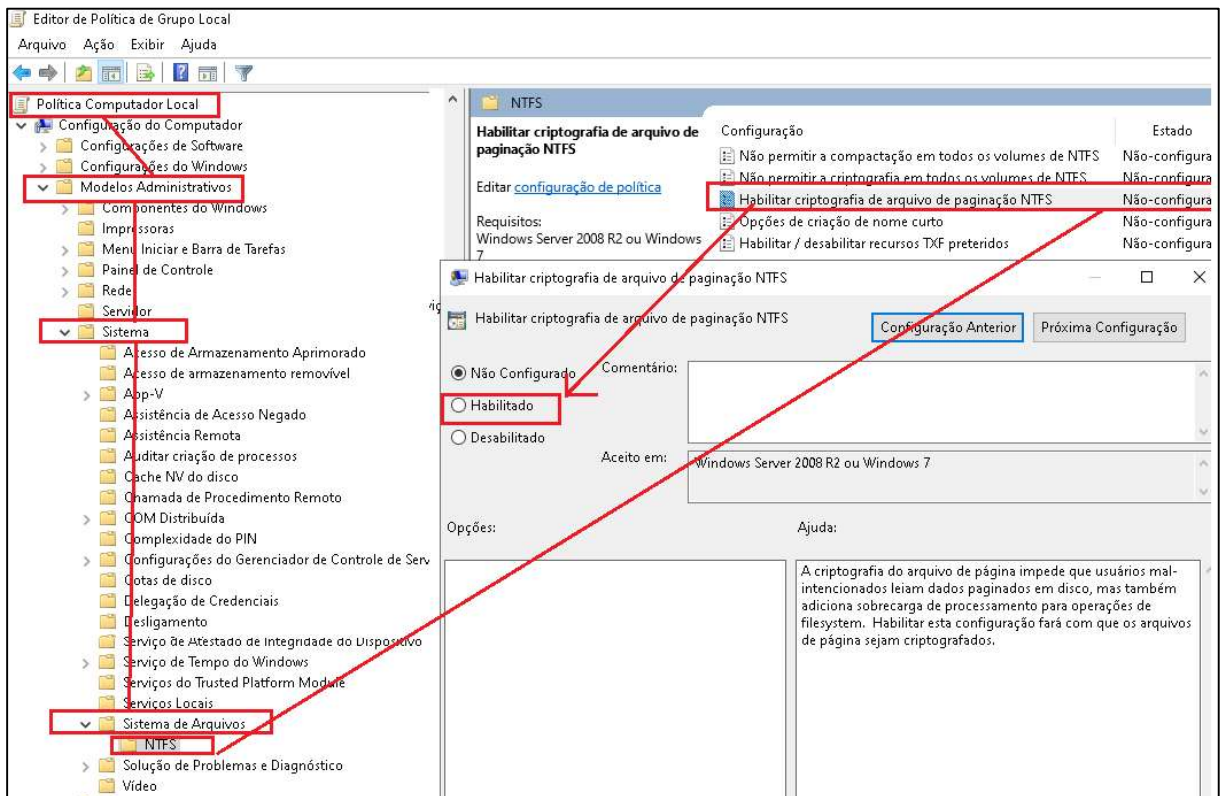 Editor de Política de Grupo Local
Arquivo Ação Exibir Ajuda
Política Computador Local
Configuração do Computador
Configurações de Software
Configurações do Windows
Modelos Administrativos
Componentes do Windows
Impressoras
Menu Iniciar e Barra de Tarefas
Painel de Controle
Rede
Servidor
Sistema
Acesso de Armazenamento Aprimorado
Acesso de armazenamento removível
App-V
Assistência de Acesso Negado
Assistência Remota
Auditar criação de processos
Cache NV do disco
Chamada de Procedimento Remoto
COM Distribuída
Complexidade do PIN
Configurações do Gerenciador de Controle de Serv
Cotas de disco
Delegação de Credenciais
Desligamento
Serviço de Atestado de Integridade do Dispositivo
Serviço de Tempo do Windows
Serviços do Trusted Platform Module
Serviços Locais
Sistema de Arquivos
NTFS
Solução de Problemas e Diagnóstico
Vídeo
NTFS
Habilitar criptografia de arquivo de
paginação NTFS
Editar configuração de política
Requisitos:
Windows Server 2008 R2 ou Windows
7
Configuração Estado
Não permitir a compactação em todos os volumes de NTFS Não-configura
Não permitir a criptografia em todos os volumes de NTFS Não-configura
Habilitar criptografia de arquivo de paginação NTFS Não-configura
Opções de criação de nome curto Não-configura
Habilitar / desabilitar recursos TXF preteridos Não-configura
Habilitar criptografia de arquivo de paginação NTFS
Habilitar criptografia de arquivo de paginação NTFS
Configuração Anterior Próxima Configuração
Não Configurado Comentário:
Habilitado
Desabilitado
Aceito em: Windows Server 2008 R2 ou Windows 7
Opções: Ajuda:
A criptografia do arquivo de página impede que usuários mal-
intencionados leiam dados paginados em disco, mas também
adiciona sobrecarga de processamento para operações de
filesystem. Habilitar esta configuração fará com que os arquivos
de página sejam criptografados.